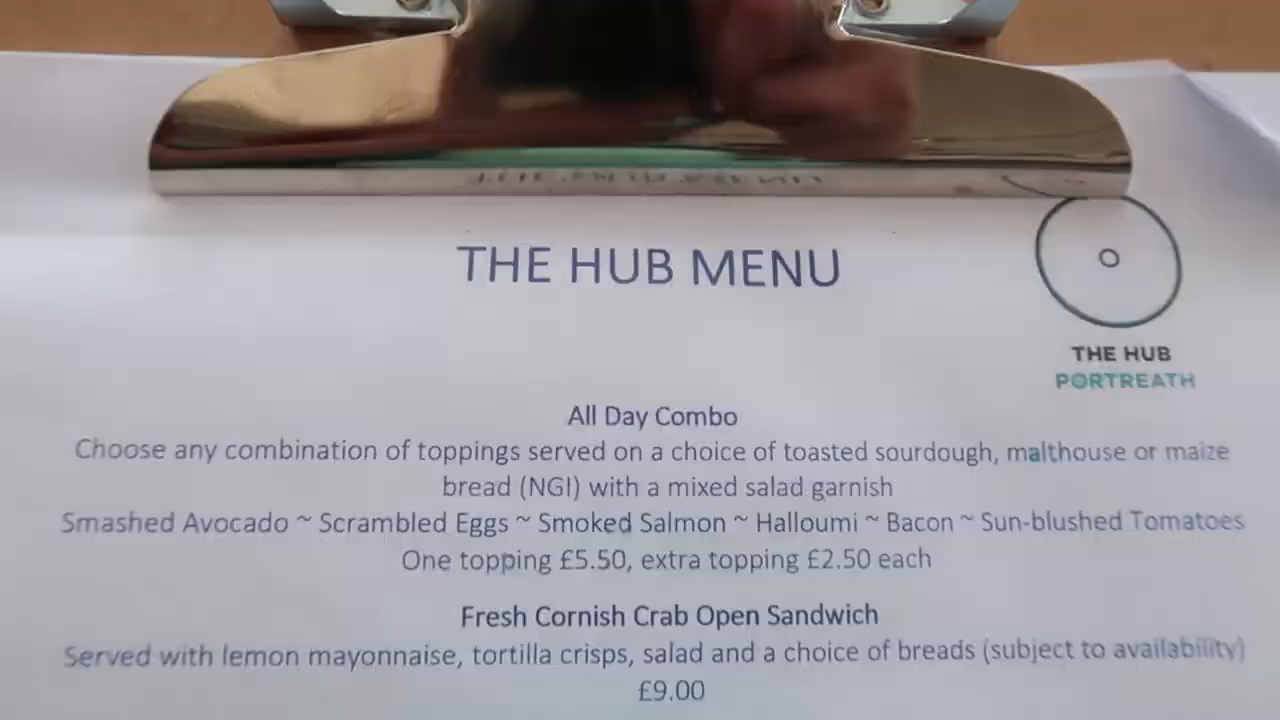 THE HUB MENU
THE HUB
PORTREATH
All Day Combo
Choose any combination of toppings served on a choice of toasted sourdough, malthouse or maize
bread (NGI) with a mixed salad garnish
Smashed Avocado ~ Scrambled Eggs ~ Smoked Salmon ~ Halloumi ~ Bacon ~ Sun-blushed Tomatoes
One topping £5.50, extra topping £2.50 each
Fresh Cornish Crab Open Sandwich
Served with lemon mayonnaise, tortilla crisps, salad and a choice of breads (subject to availability)
£9.00